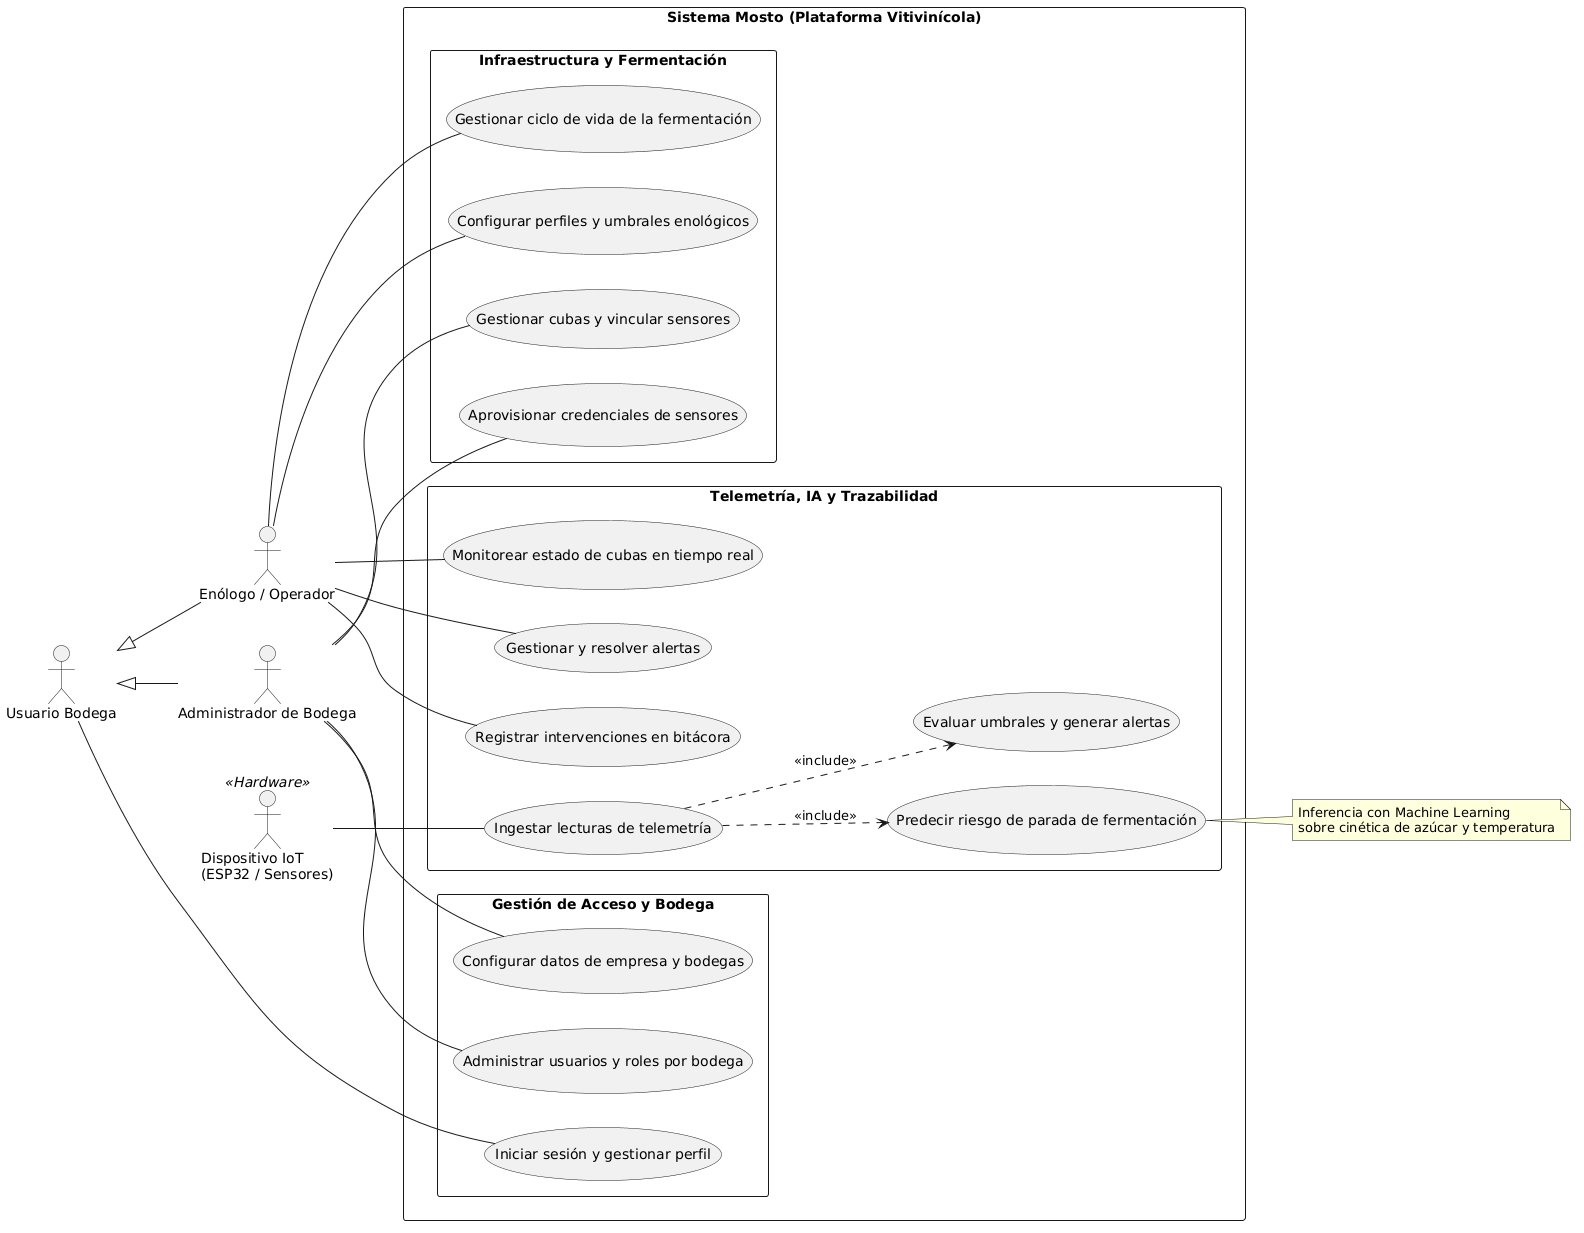 Sistema Mosto (Plataforma Vitivinícola)
Infraestructura y Fermentación
Gestionar ciclo de vida de la fermentación
Configurar perfiles y umbrales enológicos
Gestionar cubas y vincular sensores
Aprovisionar credenciales de sensores
Telemetría, IA y Trazabilidad
Monitorear estado de cubas en tiempo real
Enólogo / Operador
Gestionar y resolver alertas
Usuario Bodega
Administrador de Bodega
Registrar intervenciones en bitácora
Evaluar umbrales y generar alertas
«include»
«Hardware»
Dispositivo IoT
(ESP32 / Sensores)
Ingestar lecturas de telemetría
«include»
Predecir riesgo de parada de fermentación
Inferencia con Machine Learning
sobre cinética de azúcar y temperatura
Gestión de Acceso y Bodega
Configurar datos de empresa y bodegas
Administrar usuarios y roles por bodega
Iniciar sesión y gestionar perfil